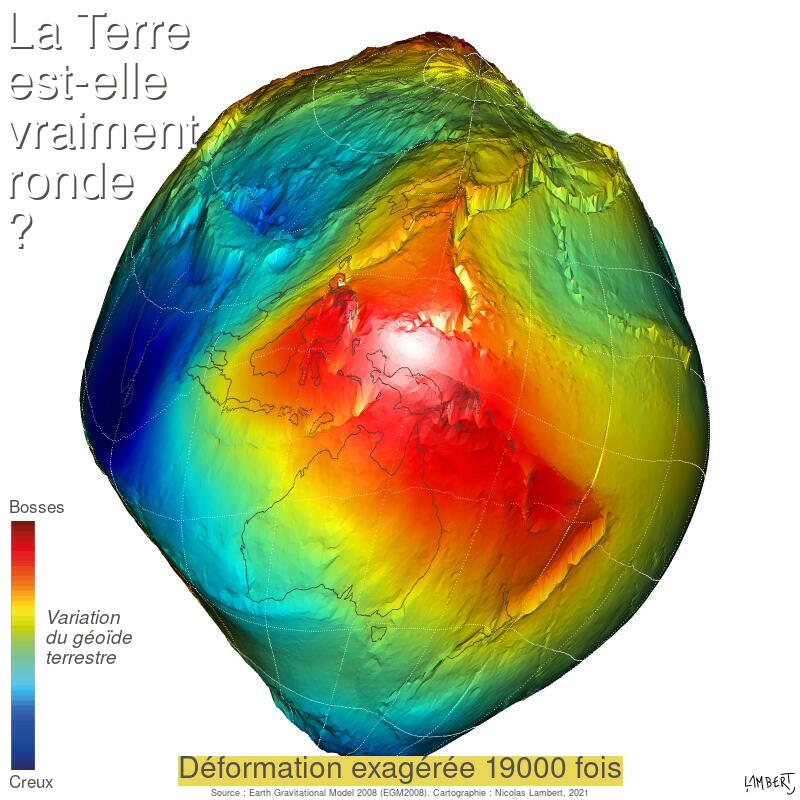 La Terre
est-elle
vraiment
ronde
?
Bosses
Variation
du géoïde
terrestre
Creux
Déformation exagérée 19000 fois
Source : Earth Gravitational Model 2008 (EGM2008). Cartographie : Nicolas Lambert, 2021
LAMBERT